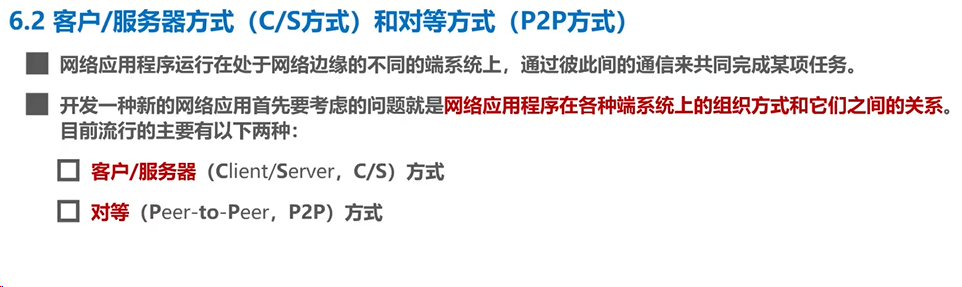 6.2 客户/服务器方式（C/S方式）和对等方式（P2P方式）
网络应用程序运行在处于网络边缘的不同的端系统上，通过彼此间的通信来共同完成某项任务。
开发一种新的网络应用首先要考虑的问题就是网络应用程序在各种端系统上的组织方式和它们之间的关系。
目前流行的主要有以下两种：
客户/服务器（Client/Server，C/S）方式
对等（Peer-to-Peer，P2P）方式